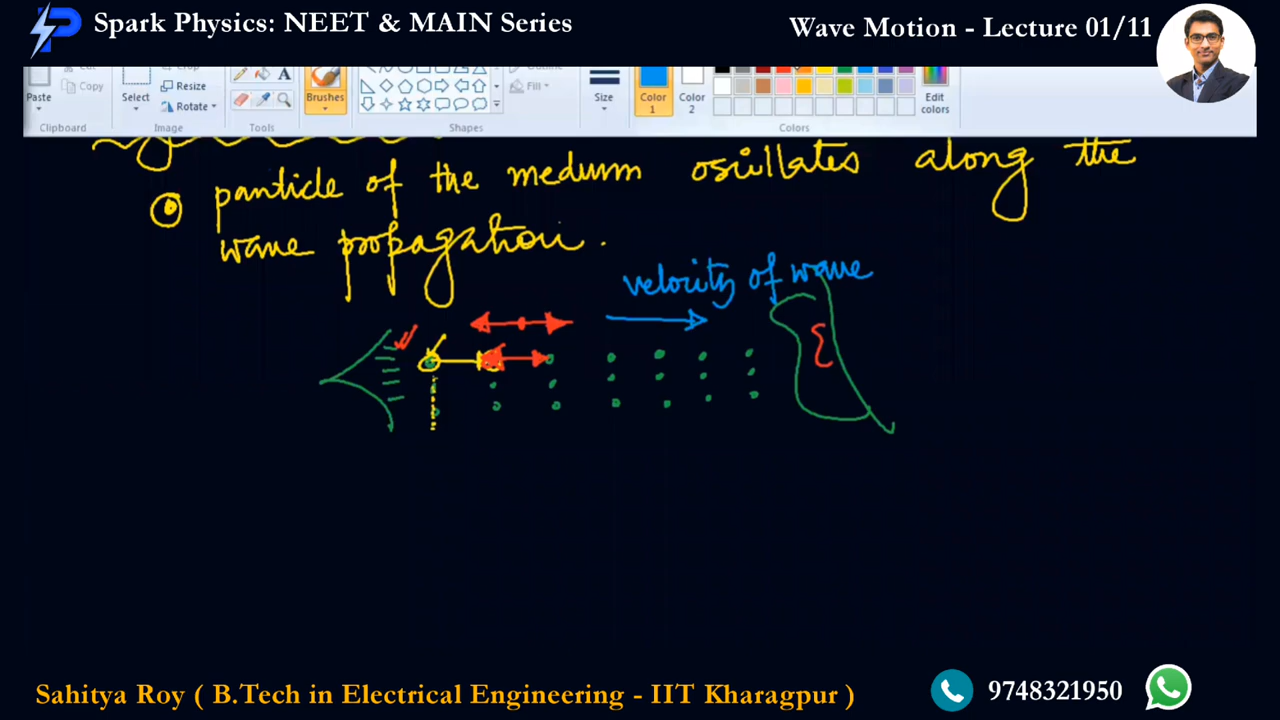 Spark Physics: NEET & MAIN Series
Wave Motion - Lecture 01/11
Copy
Resize
Paste
Select
Rotate
Brushes
Fill
Size
Color 1
Color 2
Edit colors
Clipboard
Image
Tools
Shapes
Colors
particle of the medium oscillates along the
wave propagation.
velocity of wave
Sahitya Roy ( B.Tech in Electrical Engineering - IIT Kharagpur )
9748321950